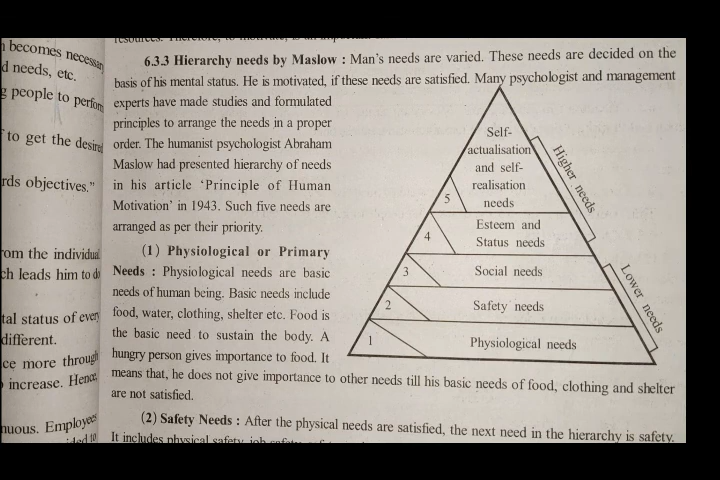 becomes necessary
d needs, etc.
g people to perform
to get the desired
rds objectives."
rom the individual
ch leads him to do
tal status of every
different.
ce more through
increase. Hence,
nuous. Employees
6.3.3 Hierarchy needs by Maslow : Man's needs are varied. These needs are decided on the
basis of his mental status. He is motivated, if these needs are satisfied. Many psychologist and management
experts have made studies and formulated
principles to arrange the needs in a proper
order. The humanist psychologist Abraham
Maslow had presented hierarchy of needs
in his article 'Principle of Human
Motivation' in 1943. Such five needs are
arranged as per their priority.
(1) Physiological or Primary
Needs : Physiological needs are basic
needs of human being. Basic needs include
food, water, clothing, shelter etc. Food is
the basic need to sustain the body. A
hungry person gives importance to food. It
means that, he does not give importance to other needs till his basic needs of food, clothing and shelter
are not satisfied.
(2) Safety Needs : After the physical needs are satisfied, the next need in the hierarchy is safety.
It includes physical safety, job
Self-
actualisation
and self-
realisation
needs
5
Esteem and
Status needs
4
Social needs
3
Safety needs
2
Physiological needs
1
Higher needs
Lower needs